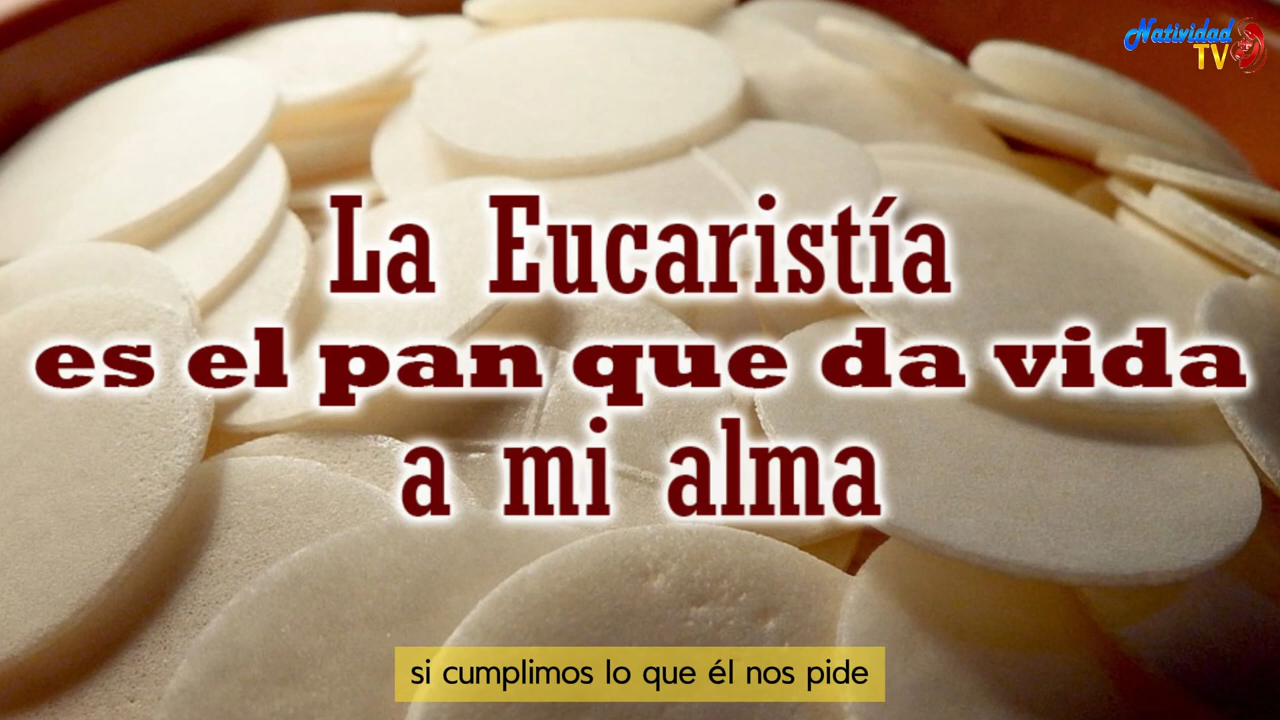 Natividad
TV
La Eucaristía
es el pan que da vida
a mi alma
si cumplimos lo que él nos pide